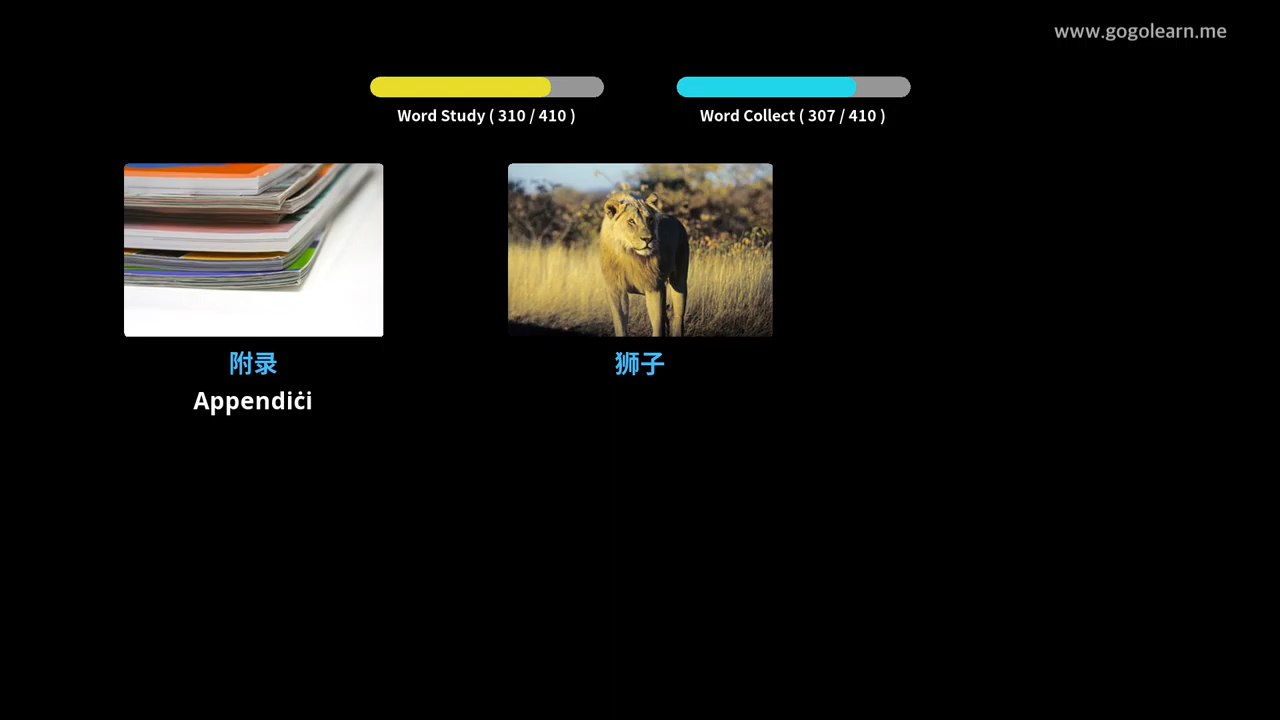 www.gogolearn.me
Word Study ( 310 / 410 )
Word Collect ( 307 / 410 )
附录
Appendiċi
狮子